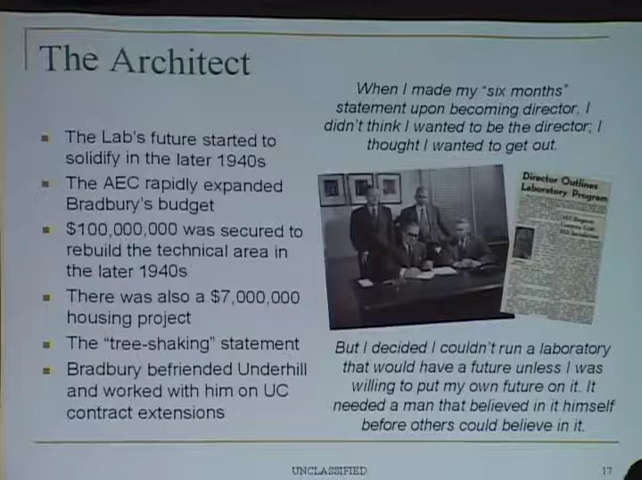 The Architect
When I made my "six months"
statement upon becoming director, I
didn't think I wanted to be the director; I
thought I wanted to get out.
The Lab's future started to
solidify in the later 1940s
The AEC rapidly expanded
Bradbury's budget
$100,000,000 was secured to
rebuild the technical area in
the later 1940s
There was also a $7,000,000
housing project
The "tree-shaking" statement
Bradbury befriended Underhill
and worked with him on UC
contract extensions
Director Outlines
Laboratory Program
But I decided I couldn't run a laboratory
that would have a future unless I was
willing to put my own future on it. It
needed a man that believed in it himself
before others could believe in it.
UNCLASSIFIED
17